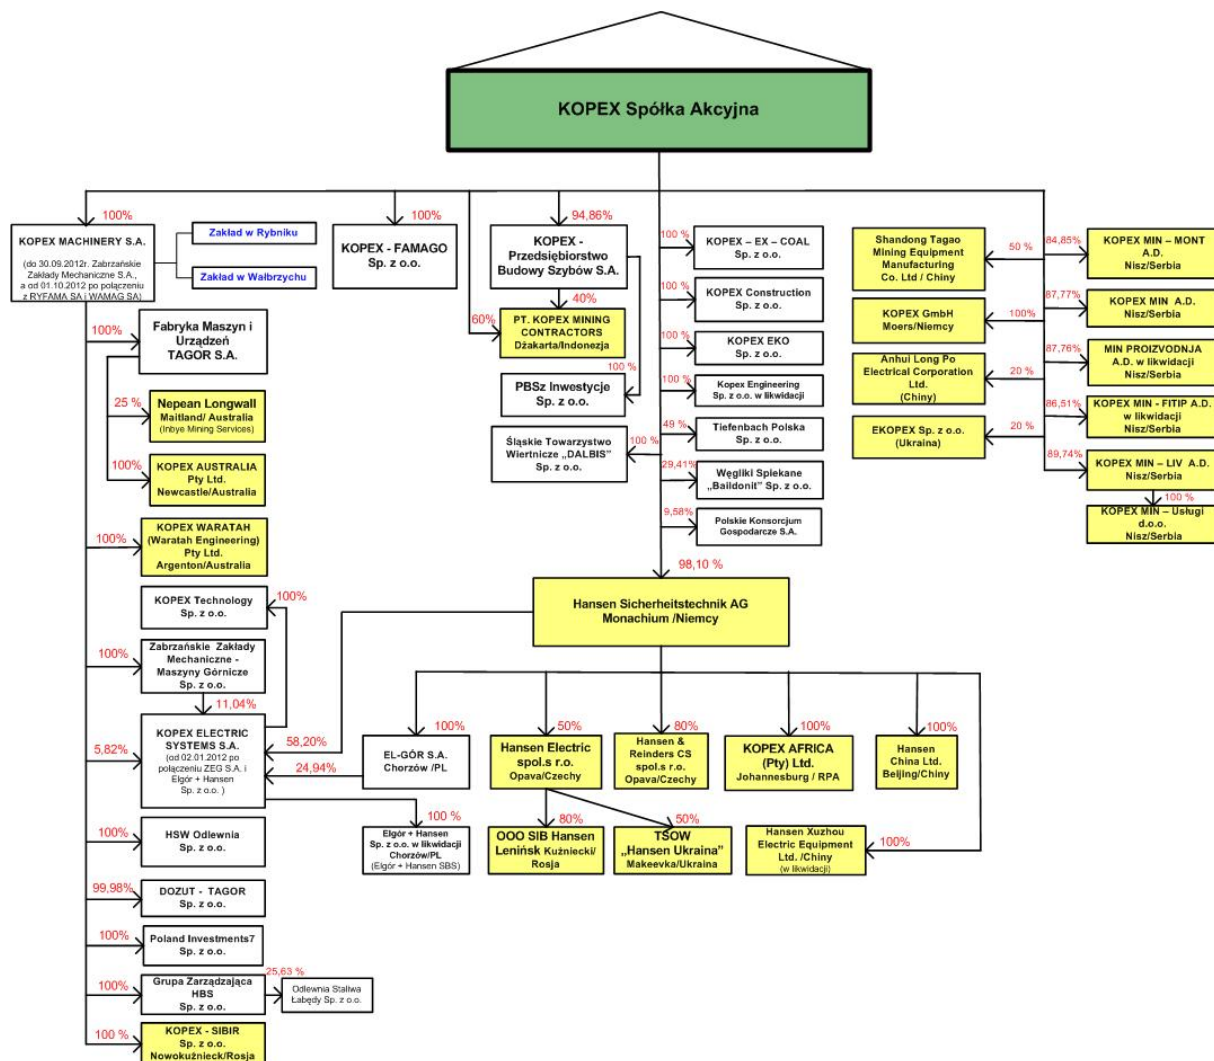 KOPEX Spółka Akcyjna
100%
KOPEX MACHINERY S.A.
(do 30.09.2012r. Zabrzańskie
Zakłady Mechaniczne S.A.,
a od 01.10.2012 po połączeniu
z RYFAMA SA i WAMAG SA)
Zakład w Rybniku
Zakład w Wałbrzychu
100%
Fabryka Maszyn i
Urządzeń
TAGOR S.A.
25 %
Nepean Longwall
Maitland/ Australia
(Inbye Mining Services)
100%
KOPEX AUSTRALIA
Pty Ltd.
Newcastle/Australia
100%
KOPEX WARATAH
(Waratah Engineering)
Pty Ltd.
Argenton/Australia
KOPEX Technology
Sp. z o.o.
100%
100%
Zabrzańskie Zakłady
Mechaniczne -
Maszyny Górnicze
Sp. z o.o.
11,04%
5,82%
KOPEX ELECTRIC
SYSTEMS S.A.
(od 02.01.2012 po
połączeniu ZEG S.A. i
Elgór + Hansen
Sp. z o.o. )
58,20%
24,94%
100%
HSW Odlewnia
Sp. z o.o.
99,98%
DOZUT - TAGOR
Sp. z o.o.
100%
Poland Investments7
Sp. z o.o.
100%
Grupa Zarządzająca
HBS
Sp. z o.o.
25,63 %
Odlewnia Staliwa
Łabędy Sp. z o.o.
100 %
KOPEX - SIBIR
Sp. z o.o.
Nowokuźnieck/Rosja
100%
KOPEX - FAMAGO
Sp. z o.o.
94,86%
KOPEX -
Przedsiębiorstwo
Budowy Szybów S.A.
40%
60%
PT. KOPEX MINING
CONTRACTORS
Dżakarta/Indonezja
100 %
PBSz Inwestycje
Sp. z o.o.
Śląskie Towarzystwo
Wiertnicze „DALBIS”
Sp. z o.o.
100 %
100 %
KOPEX – EX – COAL
Sp. z o.o.
100 %
KOPEX Construction
Sp. z o.o.
100 %
KOPEX EKO
Sp. z o.o.
100 %
Kopex Engineering
Sp. z o.o. w likwidacji
49 %
Tiefenbach Polska
Sp. z o.o.
29,41%
Węgliki Spiekane
„Baildonit” Sp. z o.o.
9,58%
Polskie Konsorcjum
Gospodarcze S.A.
98,10 %
Hansen Sicherheitstechnik AG
Monachium /Niemcy
100%
EL-GÓR S.A.
Chorzów /PL
100 %
Elgór + Hansen
Sp. z o.o. w likwidacji
Chorzów/PL
(Elgór + Hansen SBS)
50%
Hansen Electric
spol.s r.o.
Opava/Czechy
80%
Hansen &
Reinders CS
spol.s r.o.
Opava/Czechy
100%
KOPEX AFRICA
(Pty) Ltd.
Johannesburg / RPA
100%
Hansen
China Ltd.
Beijing/Chiny
80%
OOO SIB Hansen
Leninśk Kuźniecki/
Rosja
50%
TSOW
„Hansen Ukraina”
Makeevka/Ukraina
Hansen Xuzhou
Electric Equipment
Ltd. /Chiny
(w likwidacji)
100%
Shandong Tagao
Mining Equipment
Manufacturing
Co. Ltd / Chiny
50 %
KOPEX GmbH
Moers/Niemcy
100%
Anhui Long Po
Electrical Corporation
Ltd.
(Chiny)
20 %
EKOPEX Sp. z o.o.
(Ukraina)
20 %
84,85%
KOPEX MIN – MONT
A.D.
Nisz/Serbia
87,77%
KOPEX MIN A.D.
Nisz/Serbia
87,76%
MIN PROIZVODNJA
A.D. w likwidacji
Nisz/Serbia
86,51%
KOPEX MIN - FITIP A.D.
w likwidacji
Nisz/Serbia
89,74%
KOPEX MIN – LIV A.D.
Nisz/Serbia
100 %
KOPEX MIN – Usługi
d.o.o.
Nisz/Serbia